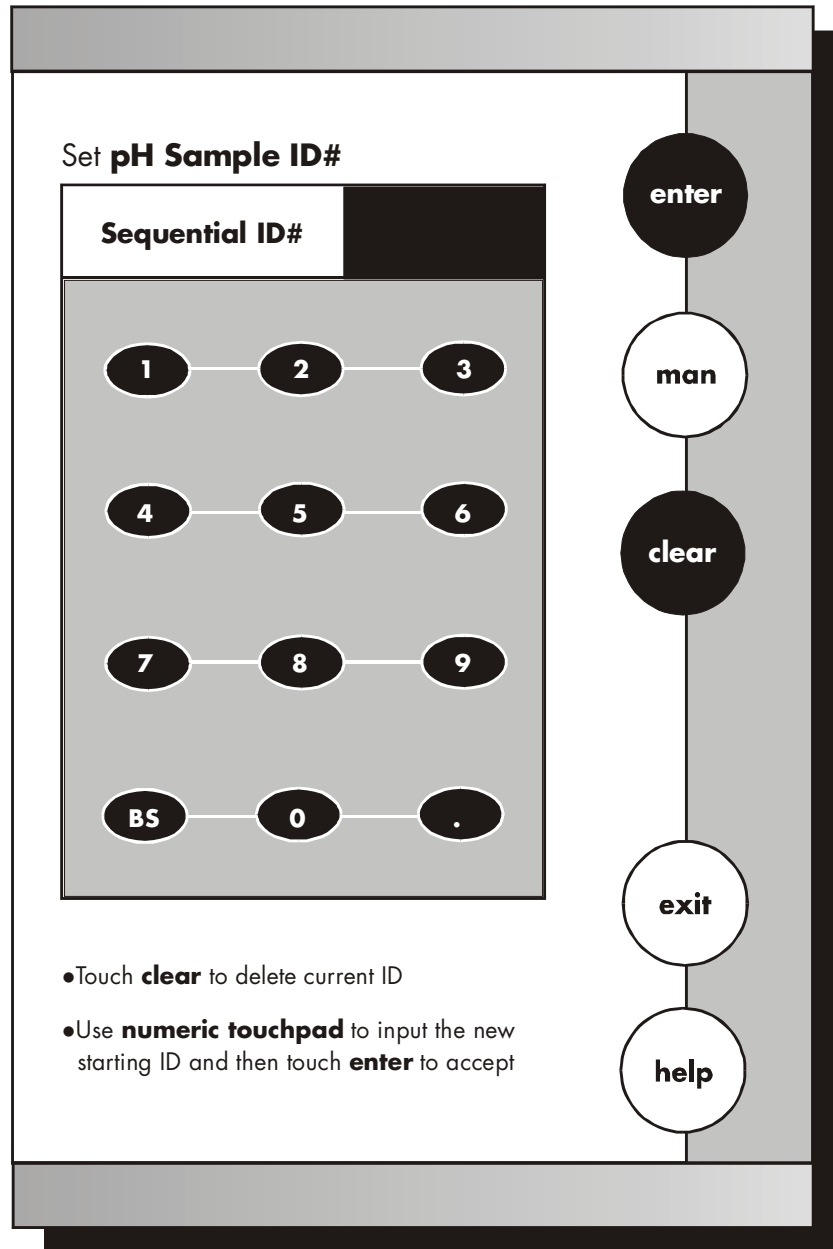 Set pH Sample ID#
Sequential ID#
1 2 3
4 5 6
7 8 9
BS 0 .
●Touch clear to delete current ID
●Use numeric touchpad to input the new
starting ID and then touch enter to accept
enter
man
clear
exit
help